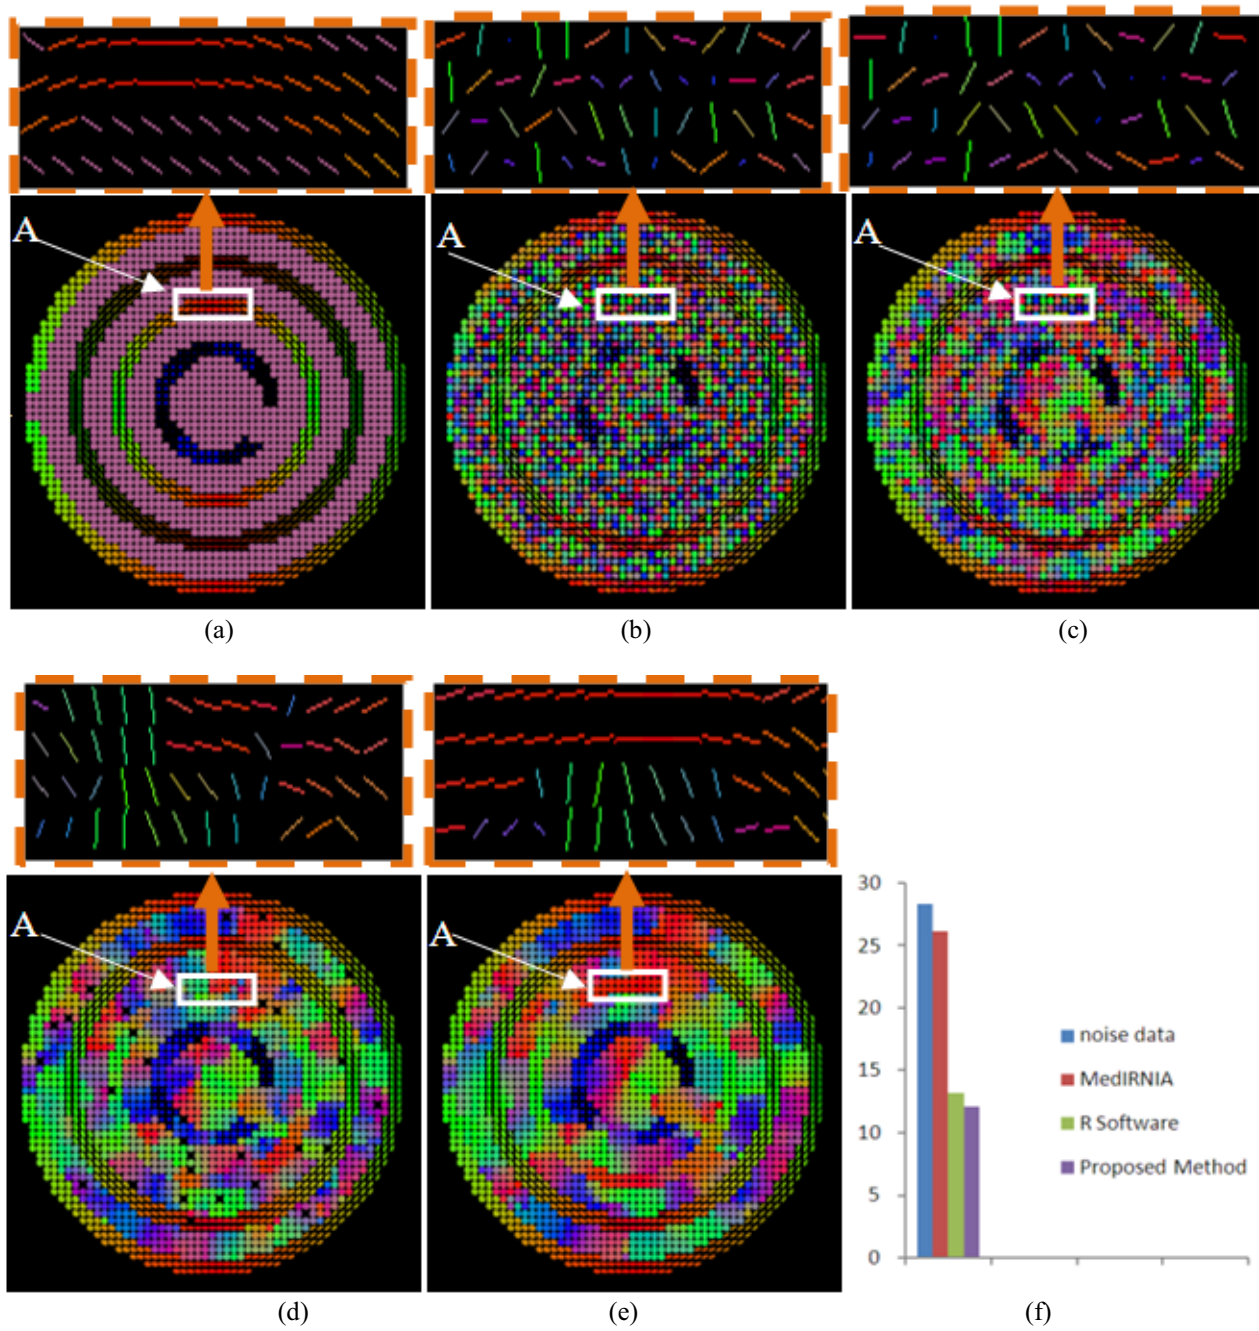 A
A
A
(a)
(b)
(c)
A
A
30
25
20
15
10
5
0
noise data
MedIRNIA
R Software
Proposed Method
(d)
(e)
(f)